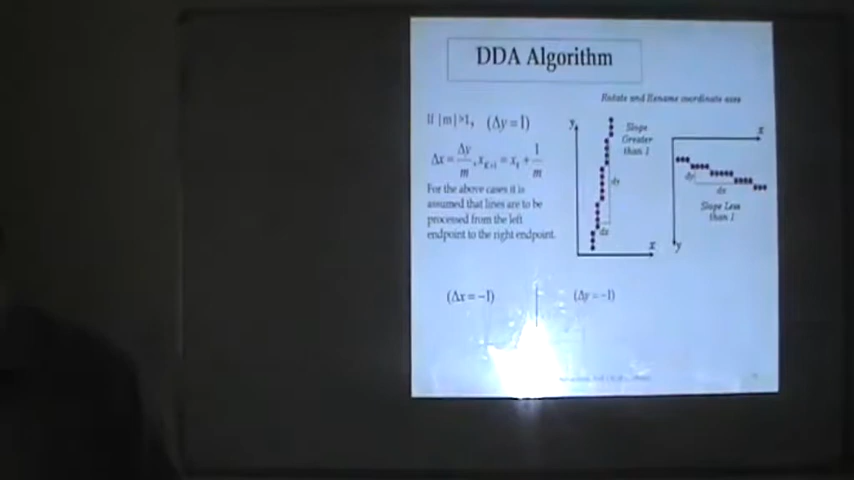 DDA Algorithm
Rotate and Rename coordinate axes
If |m|>1, (Δy=1)
Δx = Δy/m , xₖ₊₁ = xₖ + 1/m
For the above cases it is
assumed that lines are to be
processed from the left
endpoint to the right endpoint.
y
Slope
Greater
than 1
dy
dx
x
x
dy
dx
Slope Less
than 1
y
(Δx = −1)
(Δy = −1)